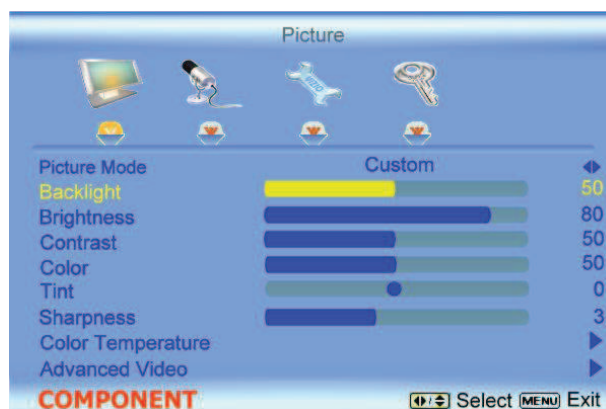 Picture
VIZIO
Picture Mode Custom
Backlight 50
Brightness 80
Contrast 50
Color 50
Tint 0
Sharpness 3
Color Temperature
Advanced Video
COMPONENT Select MENU Exit